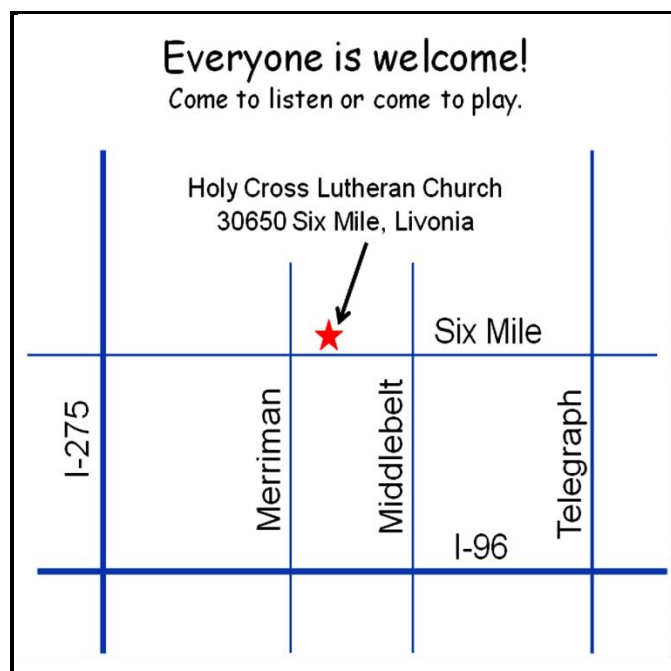 Everyone is welcome!
Come to listen or come to play.
Holy Cross Lutheran Church
30650 Six Mile, Livonia
Six Mile
I-275
Merriman
Middlebelt
Telegraph
I-96